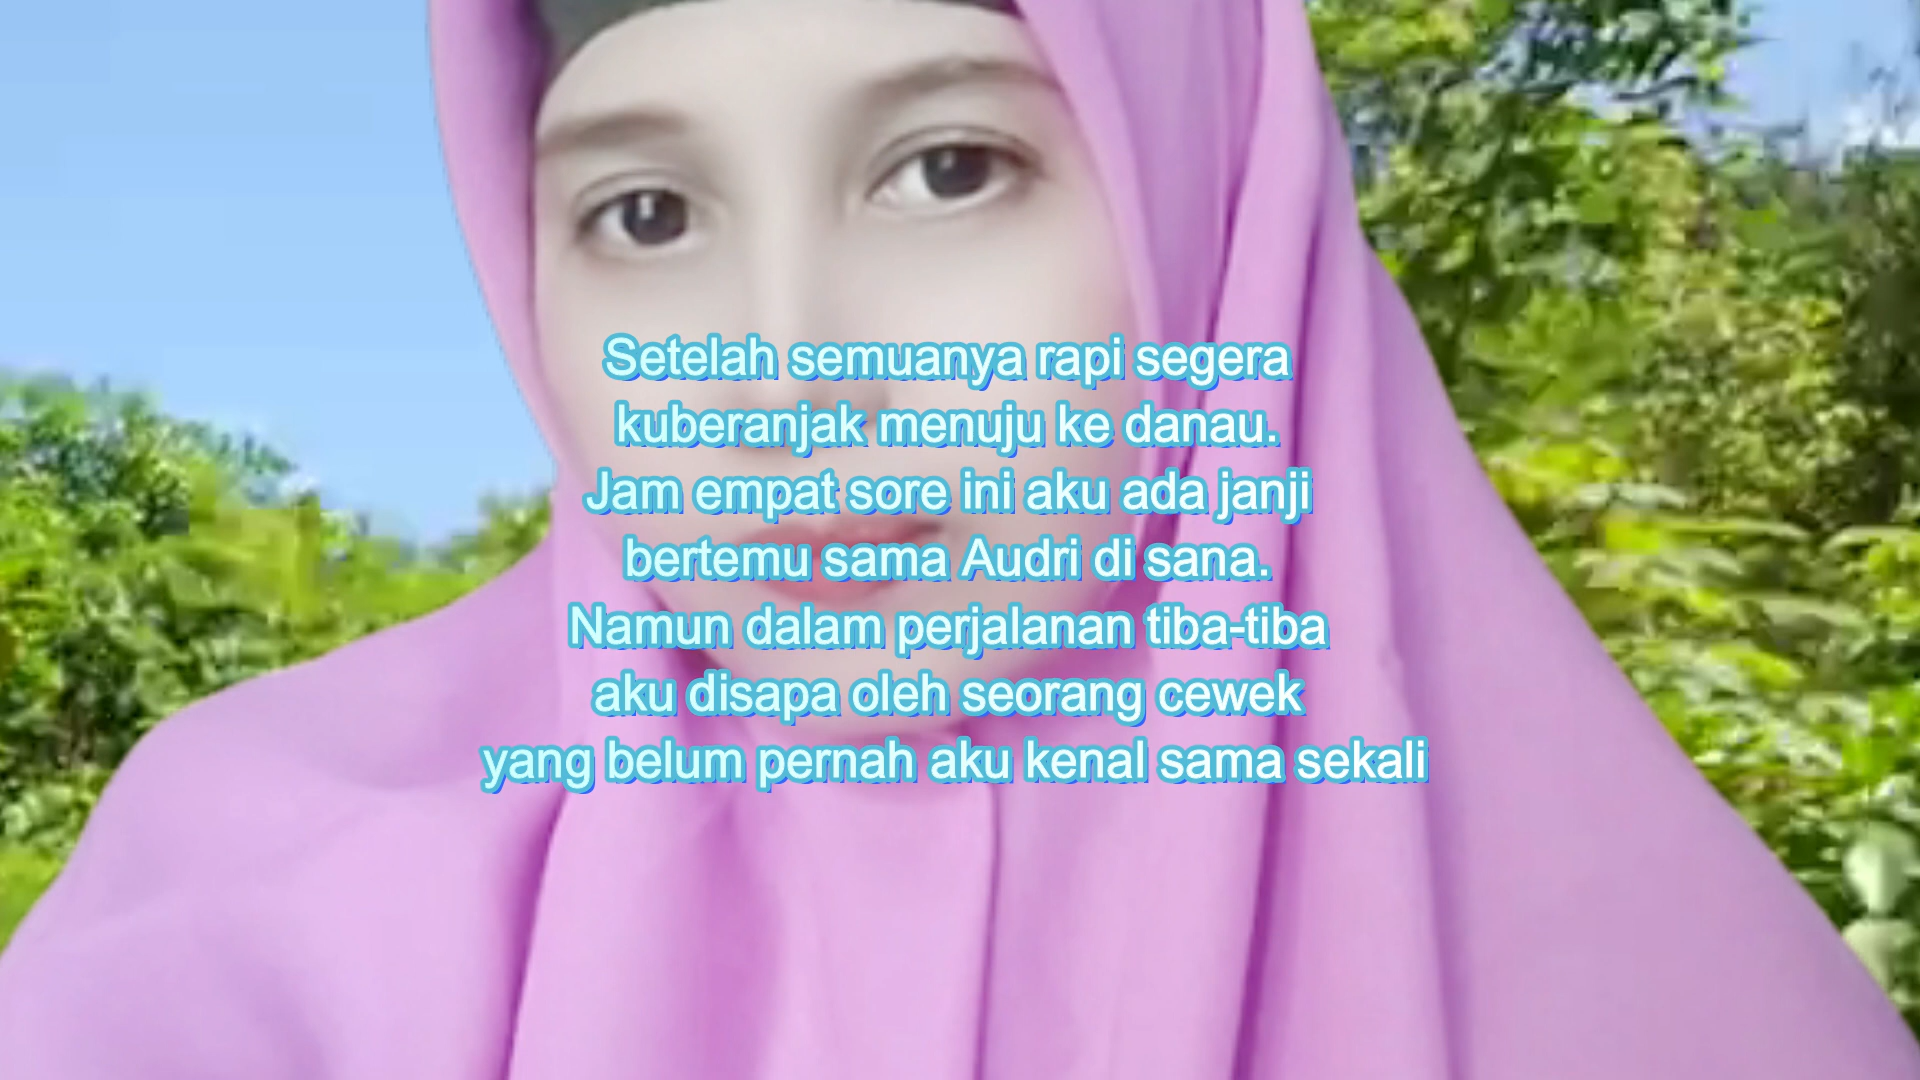 Setelah semuanya rapi segera
kuberanjak menuju ke danau.
Jam empat sore ini aku ada janji
bertemu sama Audri di sana.
Namun dalam perjalanan tiba-tiba
aku disapa oleh seorang cewek
yang belum pernah aku kenal sama sekali